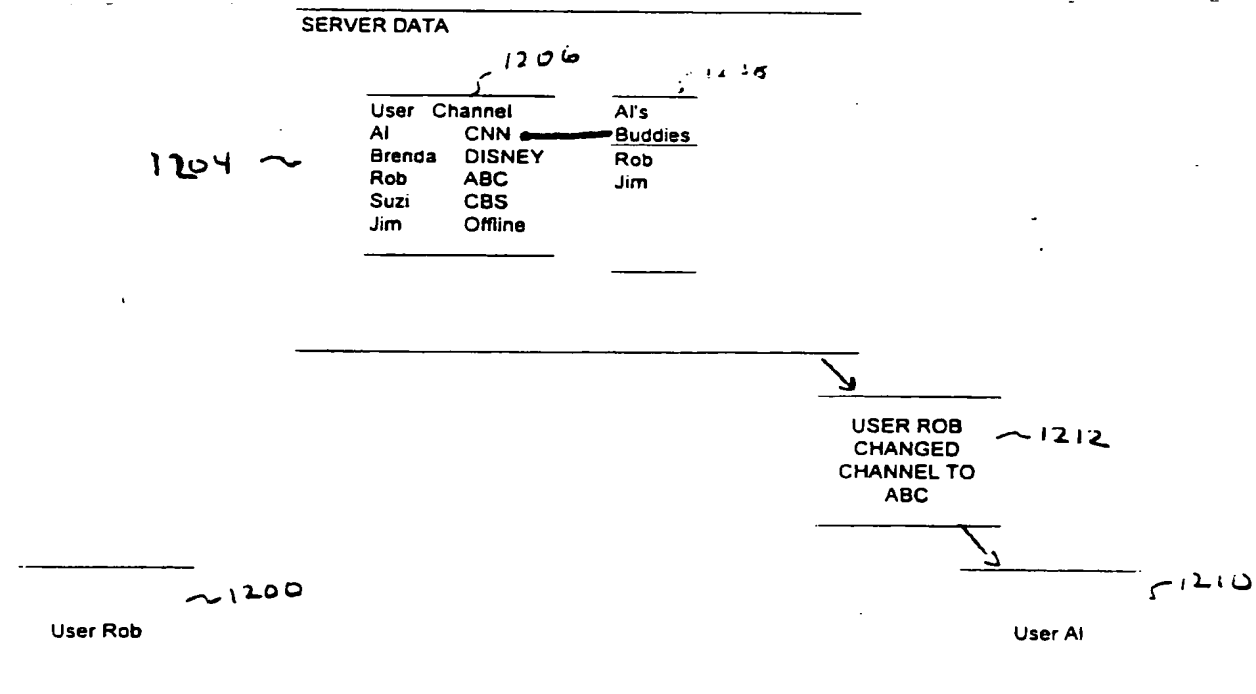 SERVER DATA
1206
User Channel Al's
Al CNN Buddies
1204 Brenda DISNEY Rob
Rob ABC Jim
Suzi CBS
Jim Offline
USER ROB
1212
CHANGED
CHANNEL TO
ABC
1200
1210
User Rob
User Al